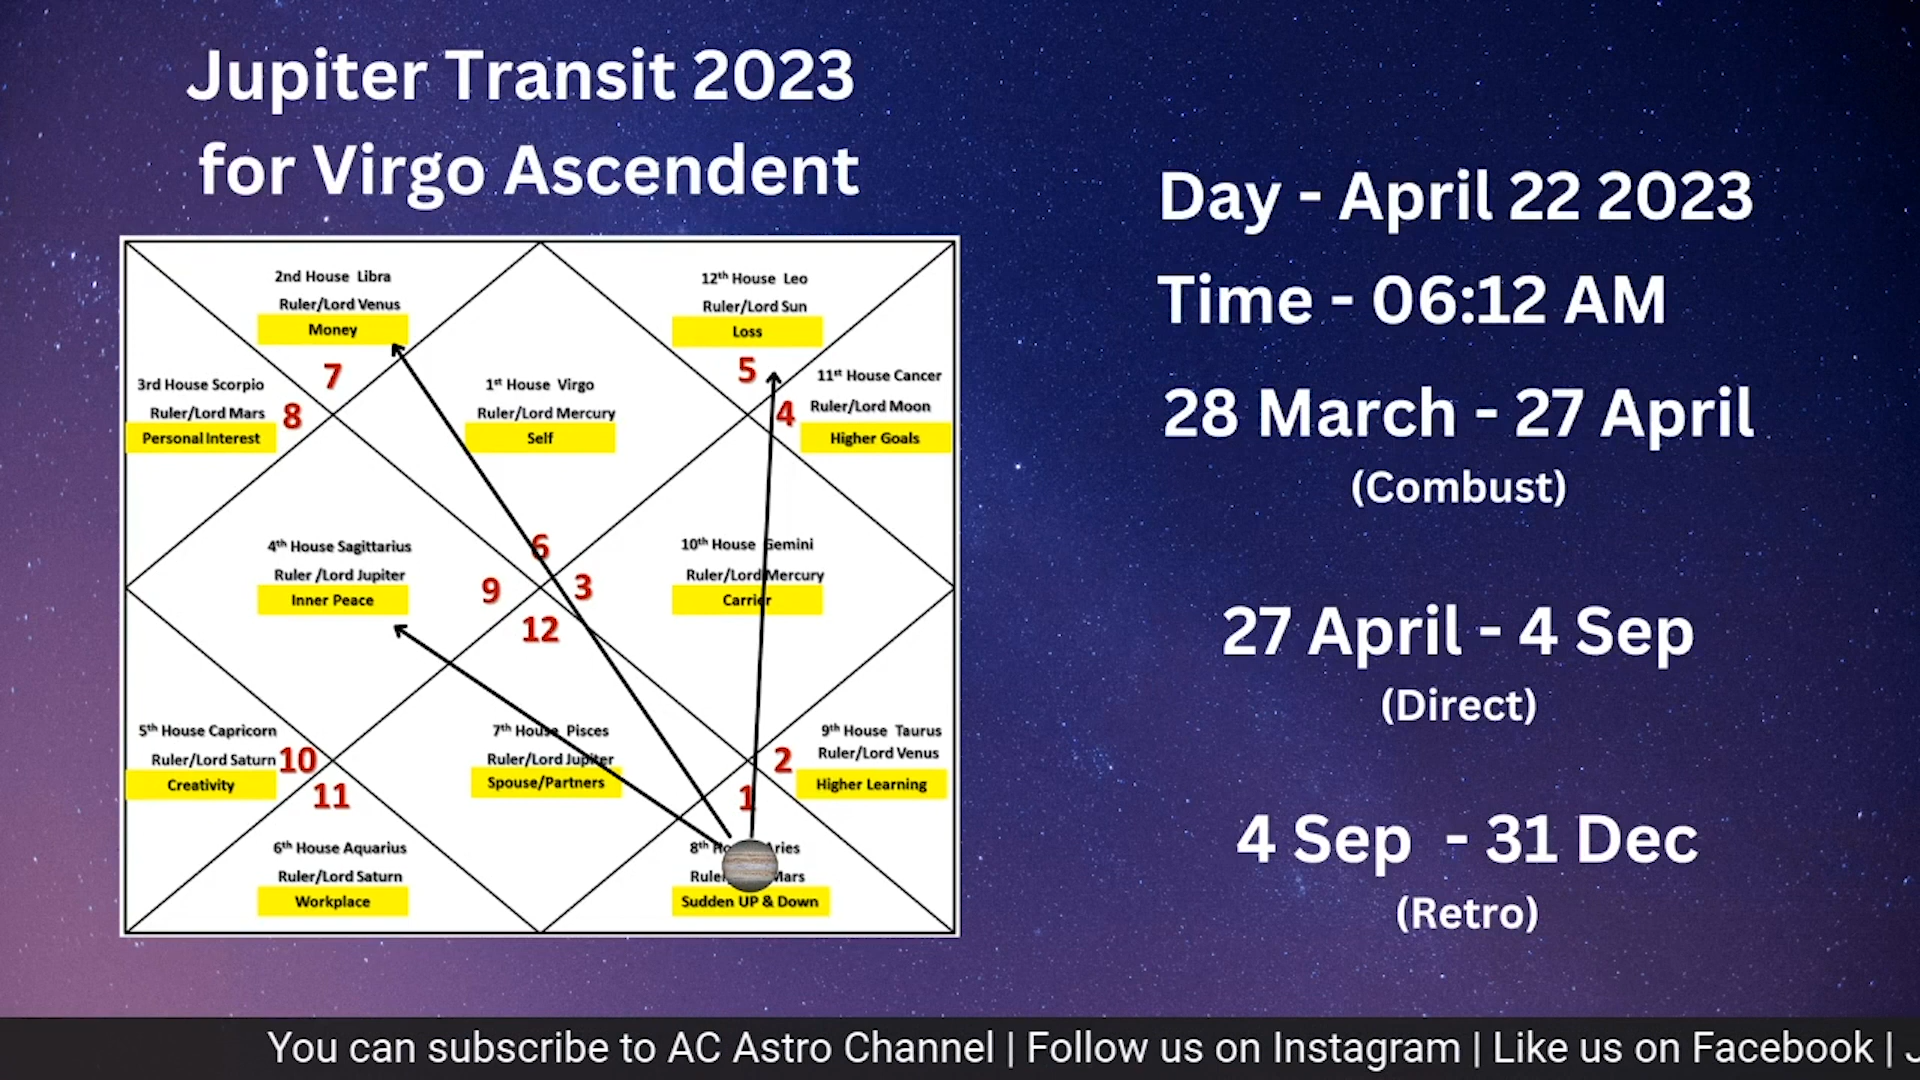 Jupiter Transit 2023
for Virgo Ascendent
Day - April 22 2023
Time - 06:12 AM
28 March - 27 April
(Combust)
27 April - 4 Sep
(Direct)
4 Sep - 31 Dec
(Retro)
2nd House Libra
Ruler/Lord Venus
Money
7
12th House Leo
Ruler/Lord Sun
Loss
5
3rd House Scorpio
Ruler/Lord Mars
Personal Interest
8
1st House Virgo
Ruler/Lord Mercury
Self
6
11st House Cancer
Ruler/Lord Moon
Higher Goals
4
4th House Sagittarius
Ruler /Lord Jupiter
Inner Peace
9
10th House Gemini
Ruler/Lord Mercury
Carrier
3
12
5th House Capricorn
Ruler/Lord Saturn
Creativity
10
7th House Pisces
Ruler/Lord Jupiter
Spouse/Partners
9th House Taurus
Ruler/Lord Venus
Higher Learning
2
11
6th House Aquarius
Ruler/Lord Saturn
Workplace
1
8th Aries
Mars
Sudden UP & Down
You can subscribe to AC Astro Channel | Follow us on Instagram | Like us on Facebook |